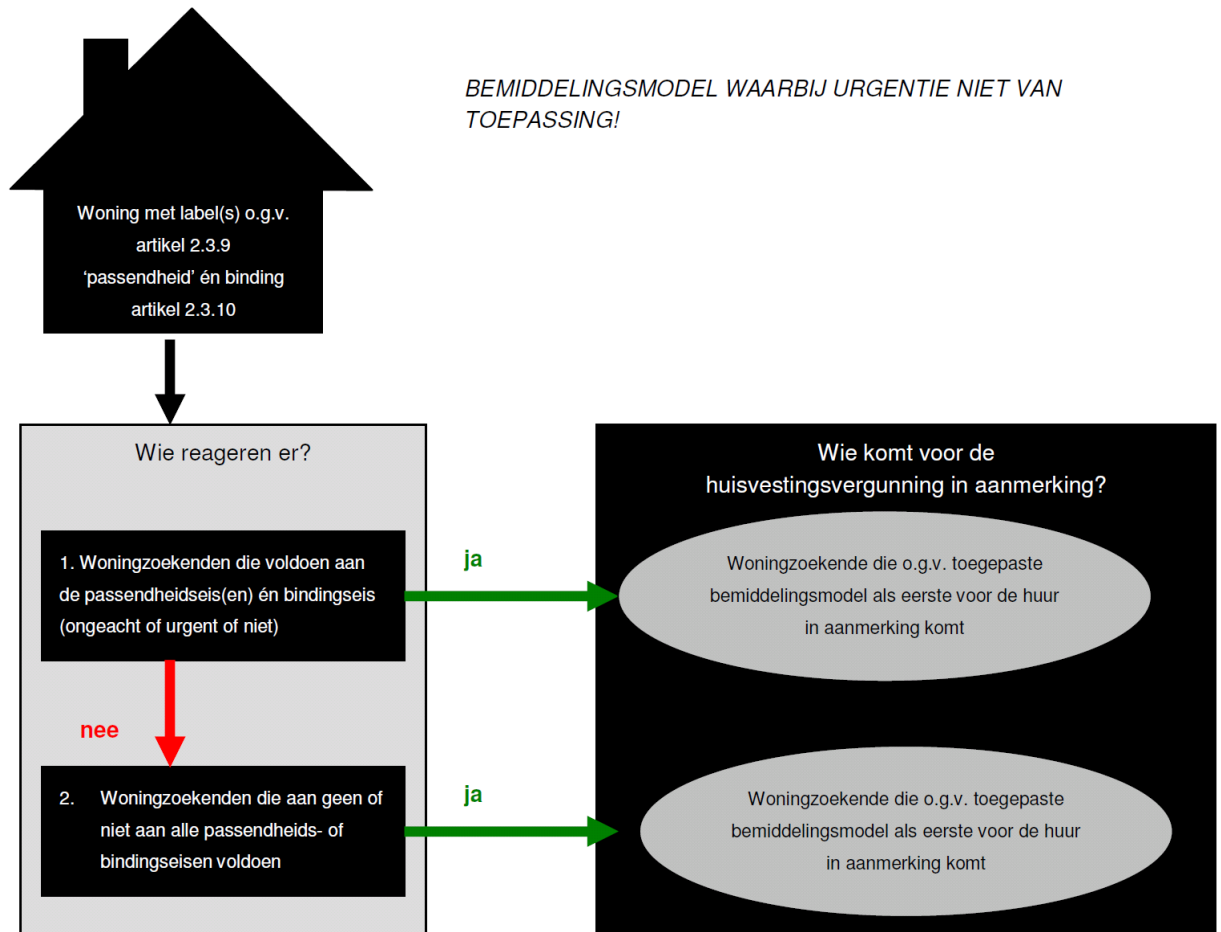 BEMIDDELINGSMODEL WAARBIJ URGENTIE NIET VAN
TOEPASSING!
Woning met label(s) o.g.v.
artikel 2.3.9
‘passendheid’ én binding
artikel 2.3.10
Wie reageren er?
1. Woningzoekenden die voldoen aan
de passendheidseis(en) én bindingseis
(ongeacht of urgent of niet)
ja
nee
2. Woningzoekenden die aan geen of
niet aan alle passendheids- of
bindingseisen voldoen
ja
Wie komt voor de
huisvestingsvergunning in aanmerking?
Woningzoekende die o.g.v. toegepaste
bemiddelingsmodel als eerste voor de huur
in aanmerking komt
Woningzoekende die o.g.v. toegepaste
bemiddelingsmodel als eerste voor de huur
in aanmerking komt